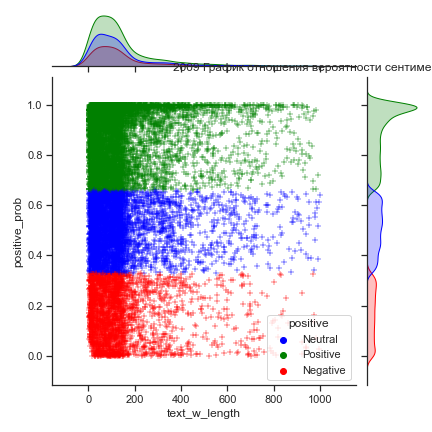 2009 График отношения вероятности сентиме
1.0
0.8
0.6
0.4
0.2
0.0
positive_prob
0
200
400
600
800
1000
text_w_length
positive
Neutral
Positive
Negative